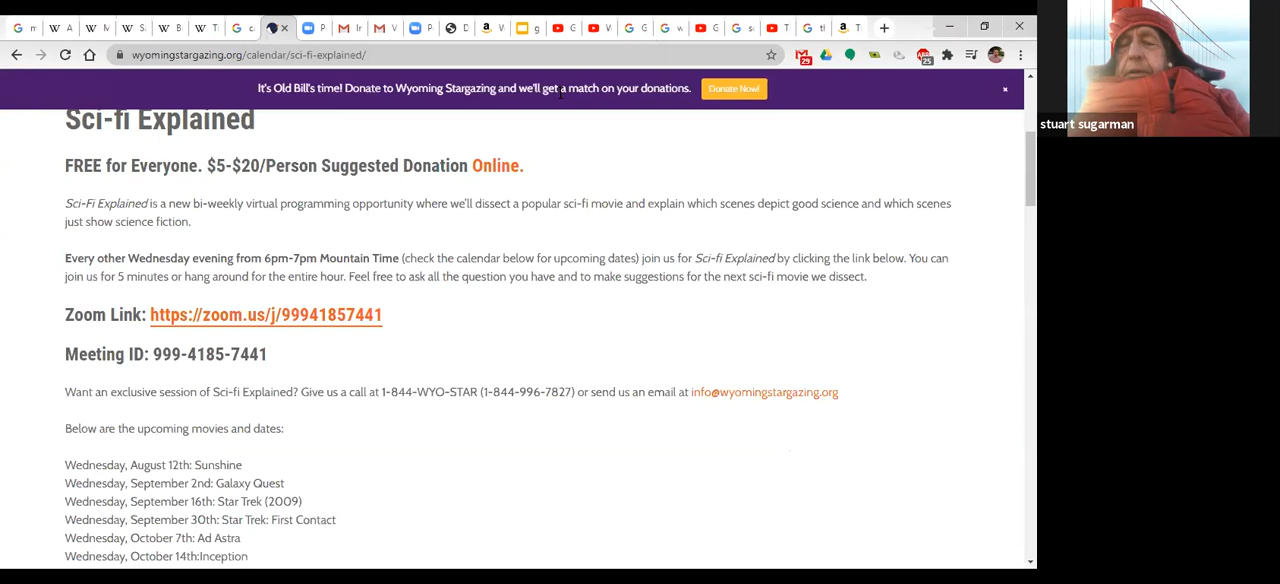 G m
W A
W M
W S
W B
W Ti
G c
P
Ir
V
P
D
V
g
G
W
G
G
G w
G
G s
T
G tl
T
wyomingstargazing.org/calendar/sci-fi-explained/
29
25
It's Old Bill's time! Donate to Wyoming Stargazing and we'll get a match on your donations.
Donate Now!
×
stuart sugarman
Sci-fi Explained
FREE for Everyone. $5-$20/Person Suggested Donation Online.
Sci-Fi Explained is a new bi-weekly virtual programming opportunity where we'll dissect a popular sci-fi movie and explain which scenes depict good science and which scenes
just show science fiction.
Every other Wednesday evening from 6pm-7pm Mountain Time (check the calendar below for upcoming dates) join us for Sci-fi Explained by clicking the link below. You can
join us for 5 minutes or hang around for the entire hour. Feel free to ask all the question you have and to make suggestions for the next sci-fi movie we dissect.
Zoom Link: https://zoom.us/j/99941857441
Meeting ID: 999-4185-7441
Want an exclusive session of Sci-fi Explained? Give us a call at 1-844-WYO-STAR (1-844-996-7827) or send us an email at info@wyomingstargazing.org
Below are the upcoming movies and dates:
Wednesday, August 12th: Sunshine
Wednesday, September 2nd: Galaxy Quest
Wednesday, September 16th: Star Trek (2009)
Wednesday, September 30th: Star Trek: First Contact
Wednesday, October 7th: Ad Astra
Wednesday, October 14th:Inception